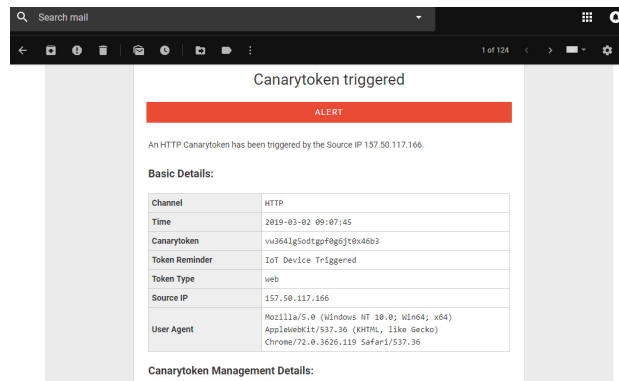 Search mail
1 of 124
Canarytoken triggered
ALERT
An HTTP Canarytoken has been triggered by the Source IP 157.50.117.166.
Basic Details:
Channel HTTP
Time 2019-03-02 09:07:45
Canarytoken vw364lg5odtgpf0g6jt0x46b3
Token Reminder IoT Device Triggered
Token Type web
Source IP 157.50.117.166
User Agent Mozilla/5.0 (Windows NT 10.0; Win64; x64)
AppleWebKit/537.36 (KHTML, like Gecko)
Chrome/72.0.3626.119 Safari/537.36
Canarytoken Management Details: